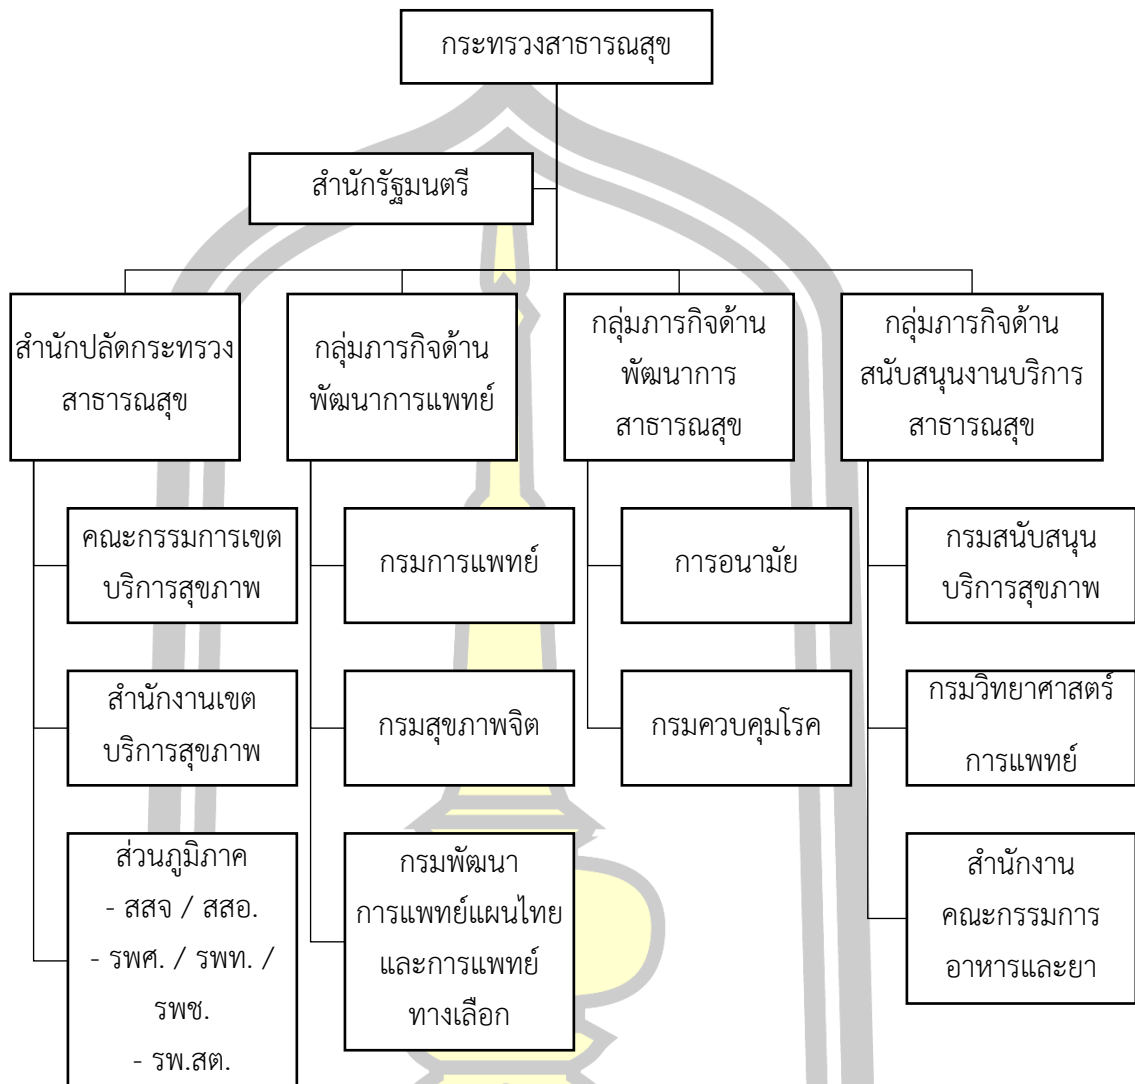 กระทรวงสาธารณสุข
สำนักรัฐมนตรี
สำนักปลัดกระทรวง
สาธารณสุข
กลุ่มภารกิจด้าน
พัฒนาการแพทย์
กลุ่มภารกิจด้าน
พัฒนาการ
สาธารณสุข
กลุ่มภารกิจด้าน
สนับสนุนงานบริการ
สาธารณสุข
คณะกรรมการเขต
บริการสุขภาพ
สำนักงานเขต
บริการสุขภาพ
ส่วนภูมิภาค
- สสจ / สสอ.
- รพศ. / รพท. /
รพช.
- รพ.สต.
กรมการแพทย์
กรมสุขภาพจิต
กรมพัฒนา
การแพทย์แผนไทย
และการแพทย์
ทางเลือก
การอนามัย
กรมควบคุมโรค
กรมสนับสนุน
บริการสุขภาพ
กรมวิทยาศาสตร์
การแพทย์
สำนักงาน
คณะกรรมการ
อาหารและยา